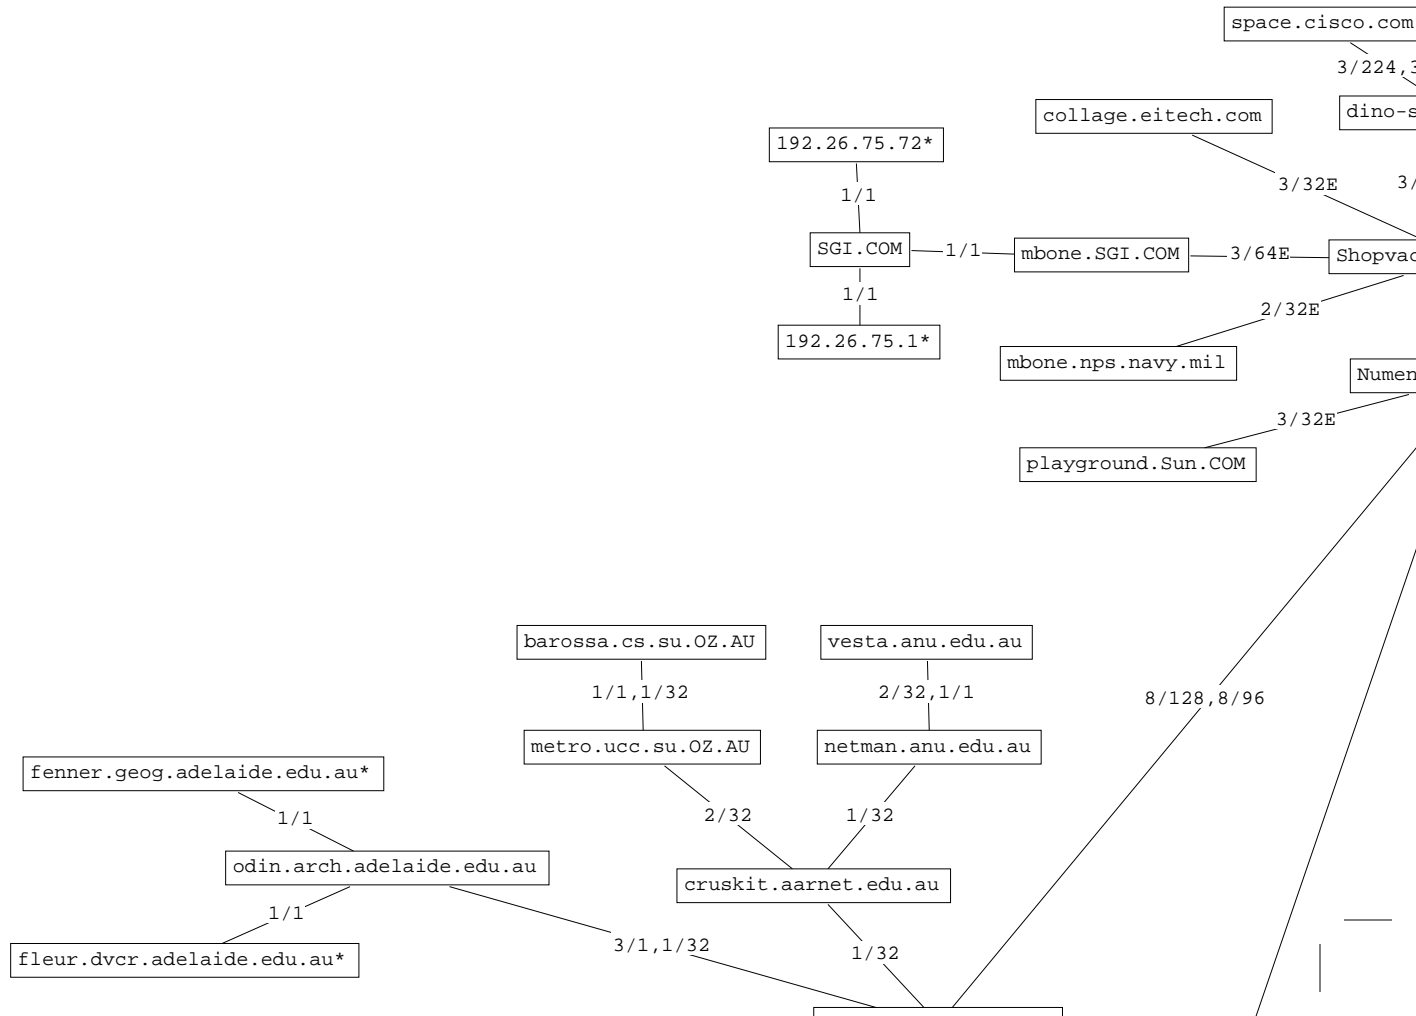 space.cisco.com
3/224,3
collage.eitech.com
dino-s
192.26.75.72*
3/32E
3/
1/1
SGI.COM
1/1
mbone.SGI.COM
3/64E
Shopvac
1/1
2/32E
192.26.75.1*
mbone.nps.navy.mil
Numen
3/32E
playground.Sun.COM
barossa.cs.su.OZ.AU
vesta.anu.edu.au
1/1,1/32
2/32,1/1
8/128,8/96
metro.ucc.su.OZ.AU
netman.anu.edu.au
fenner.geog.adelaide.edu.au*
1/1
2/32
1/32
odin.arch.adelaide.edu.au
cruskit.aarnet.edu.au
1/1
3/1,1/32
1/32
fleur.dvcr.adelaide.edu.au*